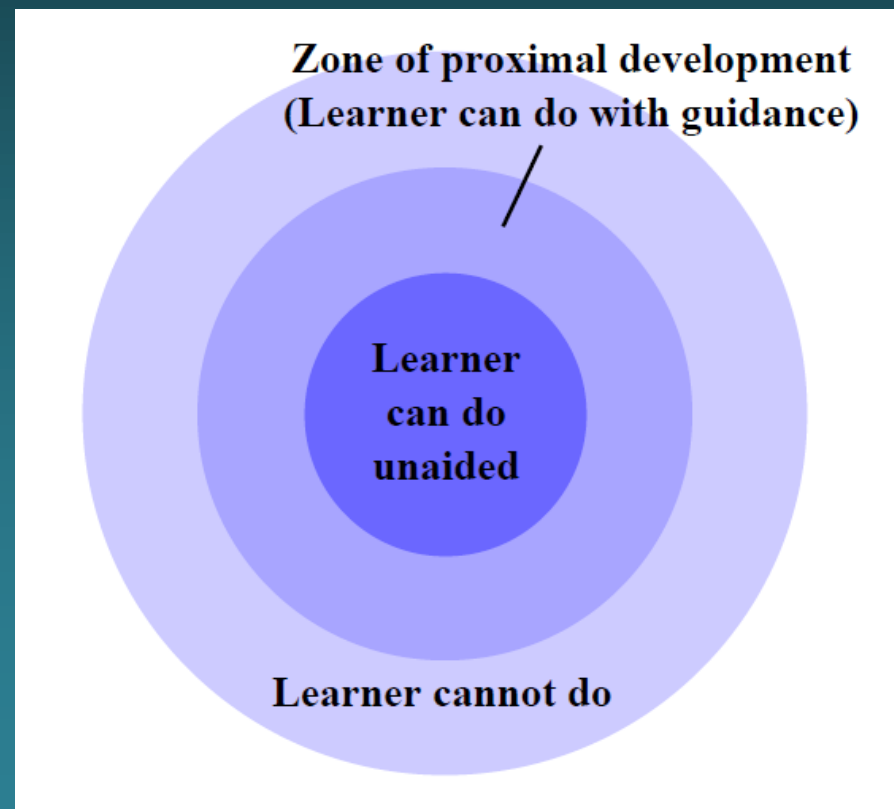 Zone of proximal development
(Learner can do with guidance)
Learner
can do
unaided
Learner cannot do